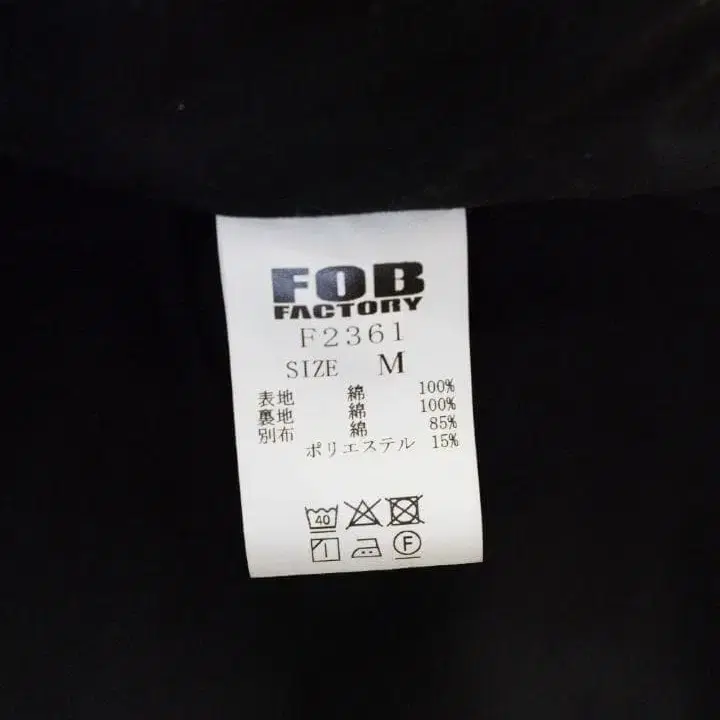 FOB
FACTORY
F2361
SIZE M
表地 綿 100%
裏地 綿 100%
別布 綿 85%
ポリエステル 15%
40
F